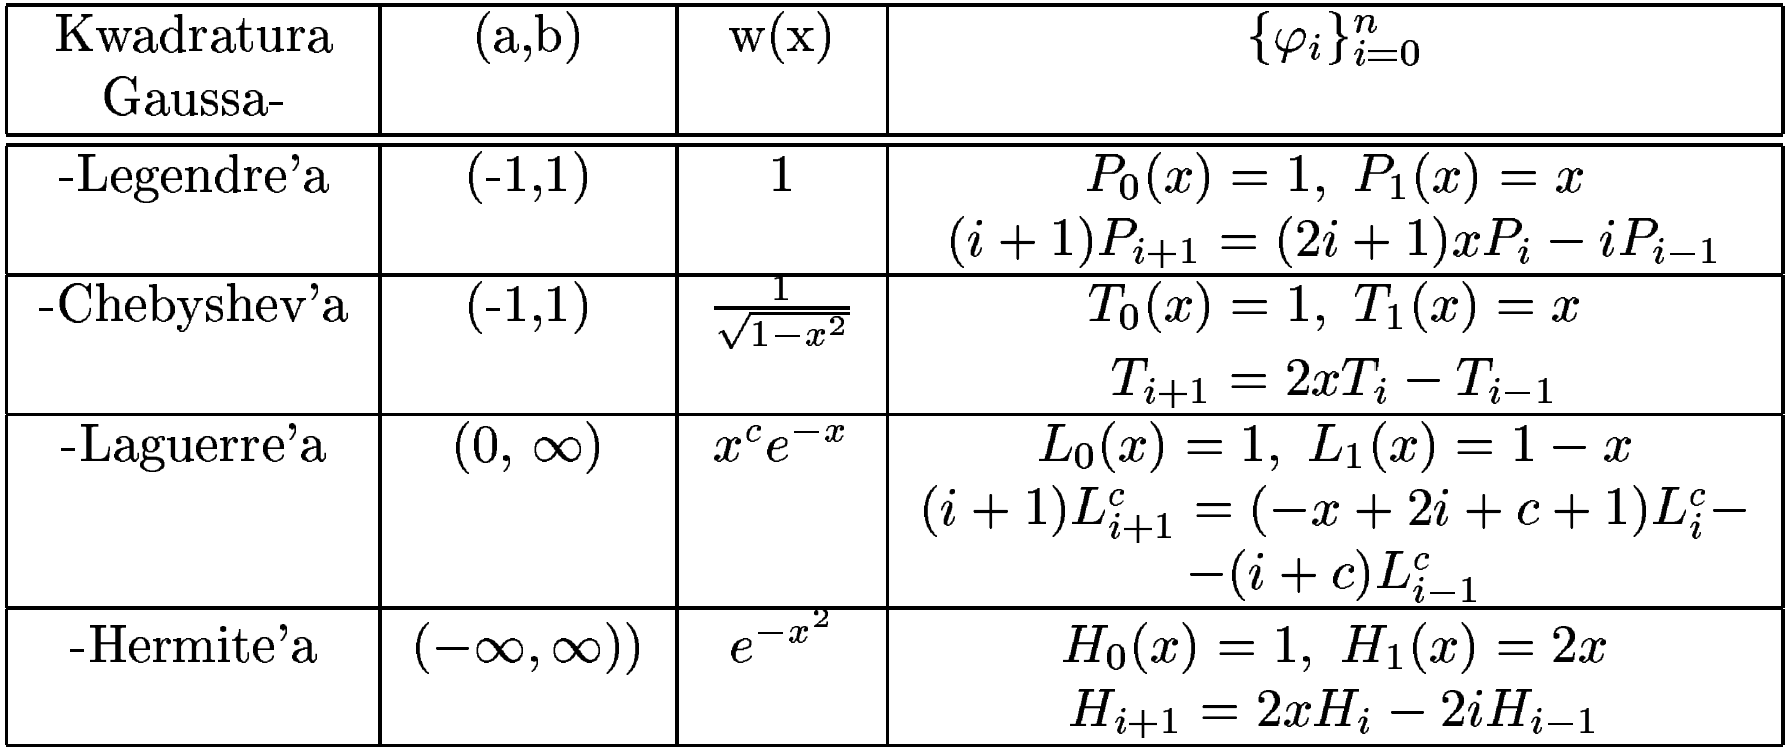 Kwadratura (a,b) w(x) {φ_i}_{i=0}^n
Gaussa-
-Legendre'a (-1,1) 1 P_0(x) = 1, P_1(x) = x
(i + 1)P_{i+1} = (2i + 1)xP_i − iP_{i−1}
-Chebyshev'a (-1,1) \frac{1}{\sqrt{1−x^2}} T_0(x) = 1, T_1(x) = x
T_{i+1} = 2xT_i − T_{i−1}
-Laguerre'a (0, ∞) x^c e^{−x} L_0(x) = 1, L_1(x) = 1 − x
(i + 1)L^c_{i+1} = (−x + 2i + c + 1)L^c_i −
−(i + c)L^c_{i−1}
-Hermite'a (−∞, ∞)) e^{−x^2} H_0(x) = 1, H_1(x) = 2x
H_{i+1} = 2xH_i − 2iH_{i−1}